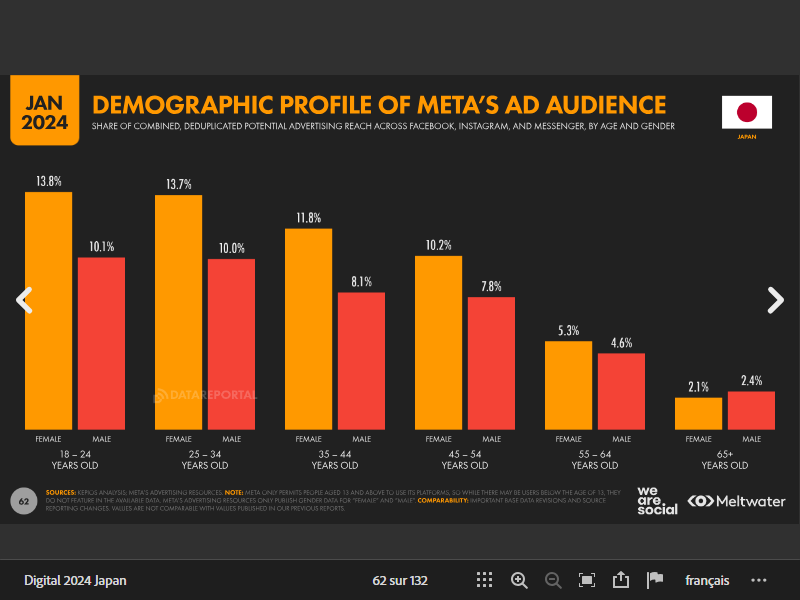 JAN
2024
DEMOGRAPHIC PROFILE OF META'S AD AUDIENCE
SHARE OF COMBINED, DEDUPLICATED POTENTIAL ADVERTISING REACH ACROSS FACEBOOK, INSTAGRAM, AND MESSENGER, BY AGE AND GENDER
JAPAN
13.8% 10.1% 13.7% 10.0% 11.8% 8.1% 10.2% 7.8% 5.3% 4.6% 2.1% 2.4%
DATAREPORTAL
FEMALE MALE FEMALE MALE FEMALE MALE FEMALE MALE FEMALE MALE FEMALE MALE
18 – 24 25 – 34 35 – 44 45 – 54 55 – 64 65+
YEARS OLD YEARS OLD YEARS OLD YEARS OLD YEARS OLD YEARS OLD
62
SOURCES: KEPIOS ANALYSIS; META'S ADVERTISING RESOURCES. NOTE: META ONLY PERMITS PEOPLE AGED 13 AND ABOVE TO USE ITS PLATFORMS, SO WHILE THERE MAY BE USERS BELOW THE AGE OF 13, THEY
DO NOT FEATURE IN THE AVAILABLE DATA. META'S ADVERTISING RESOURCES ONLY PUBLISH GENDER DATA FOR "FEMALE" AND "MALE". COMPARABILITY: IMPORTANT BASE DATA REVISIONS AND SOURCE
REPORTING CHANGES. VALUES ARE NOT COMPARABLE WITH VALUES PUBLISHED IN OUR PREVIOUS REPORTS.
we
are.
social
Meltwater
Digital 2024 Japan
62 sur 132
français